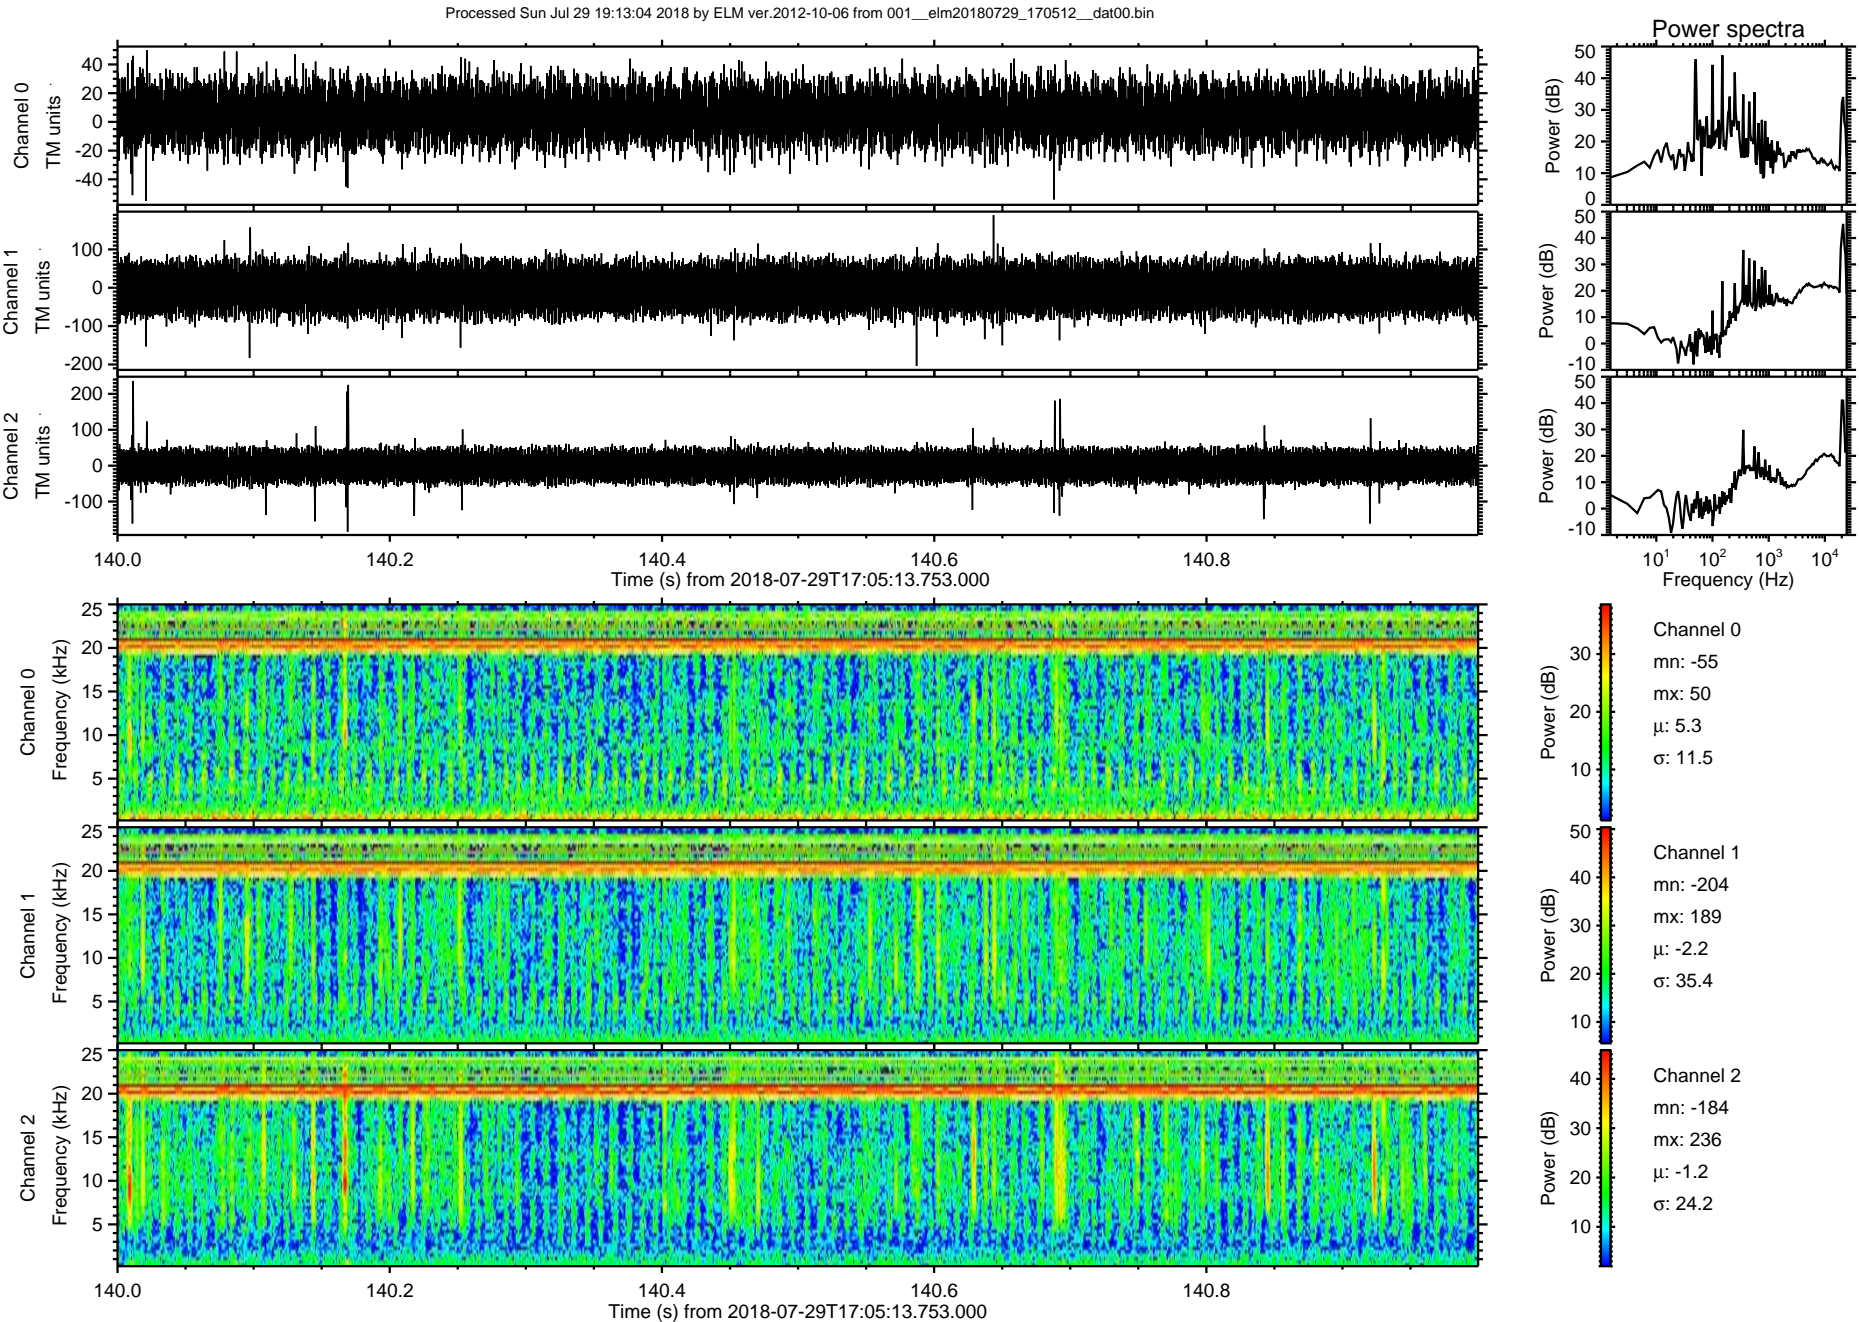 Processed Sun Jul 29 19:13:04 2018 by ELM ver.2012-10-06 from 001__elm20180729_170512__dat00.bin
Power spectra
Channel 0
TM units
40
20
0
-20
-40
Power (dB)
50
40
30
20
10
0
Channel 1
TM units
100
0
-100
-200
Power (dB)
50
40
30
20
10
0
-10
Channel 2
TM units
200
100
0
-100
Power (dB)
50
40
30
20
10
0
-10
140.0 140.2 140.4 140.6 140.8
Time (s) from 2018-07-29T17:05:13.753.000
10¹ 10² 10³ 10⁴
Frequency (Hz)
Channel 0
Frequency (kHz)
25
20
15
10
5
Power (dB)
30
20
10
Channel 0
mn: -55
mx: 50
μ: 5.3
σ: 11.5
Channel 1
Frequency (kHz)
25
20
15
10
5
Power (dB)
50
40
30
20
10
Channel 1
mn: -204
mx: 189
μ: -2.2
σ: 35.4
Channel 2
Frequency (kHz)
25
20
15
10
5
Power (dB)
40
30
20
10
Channel 2
mn: -184
mx: 236
μ: -1.2
σ: 24.2
140.0 140.2 140.4 140.6 140.8
Time (s) from 2018-07-29T17:05:13.753.000